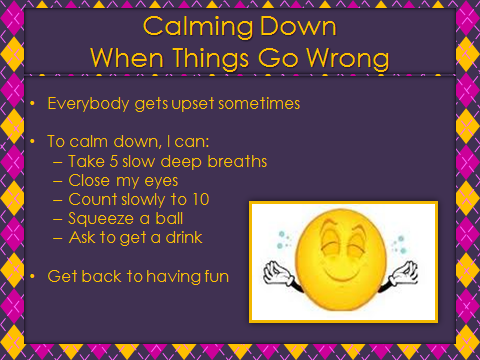 Calming Down
When Things Go Wrong
• Everybody gets upset sometimes
• To calm down, I can:
– Take 5 slow deep breaths
– Close my eyes
– Count slowly to 10
– Squeeze a ball
– Ask to get a drink
• Get back to having fun